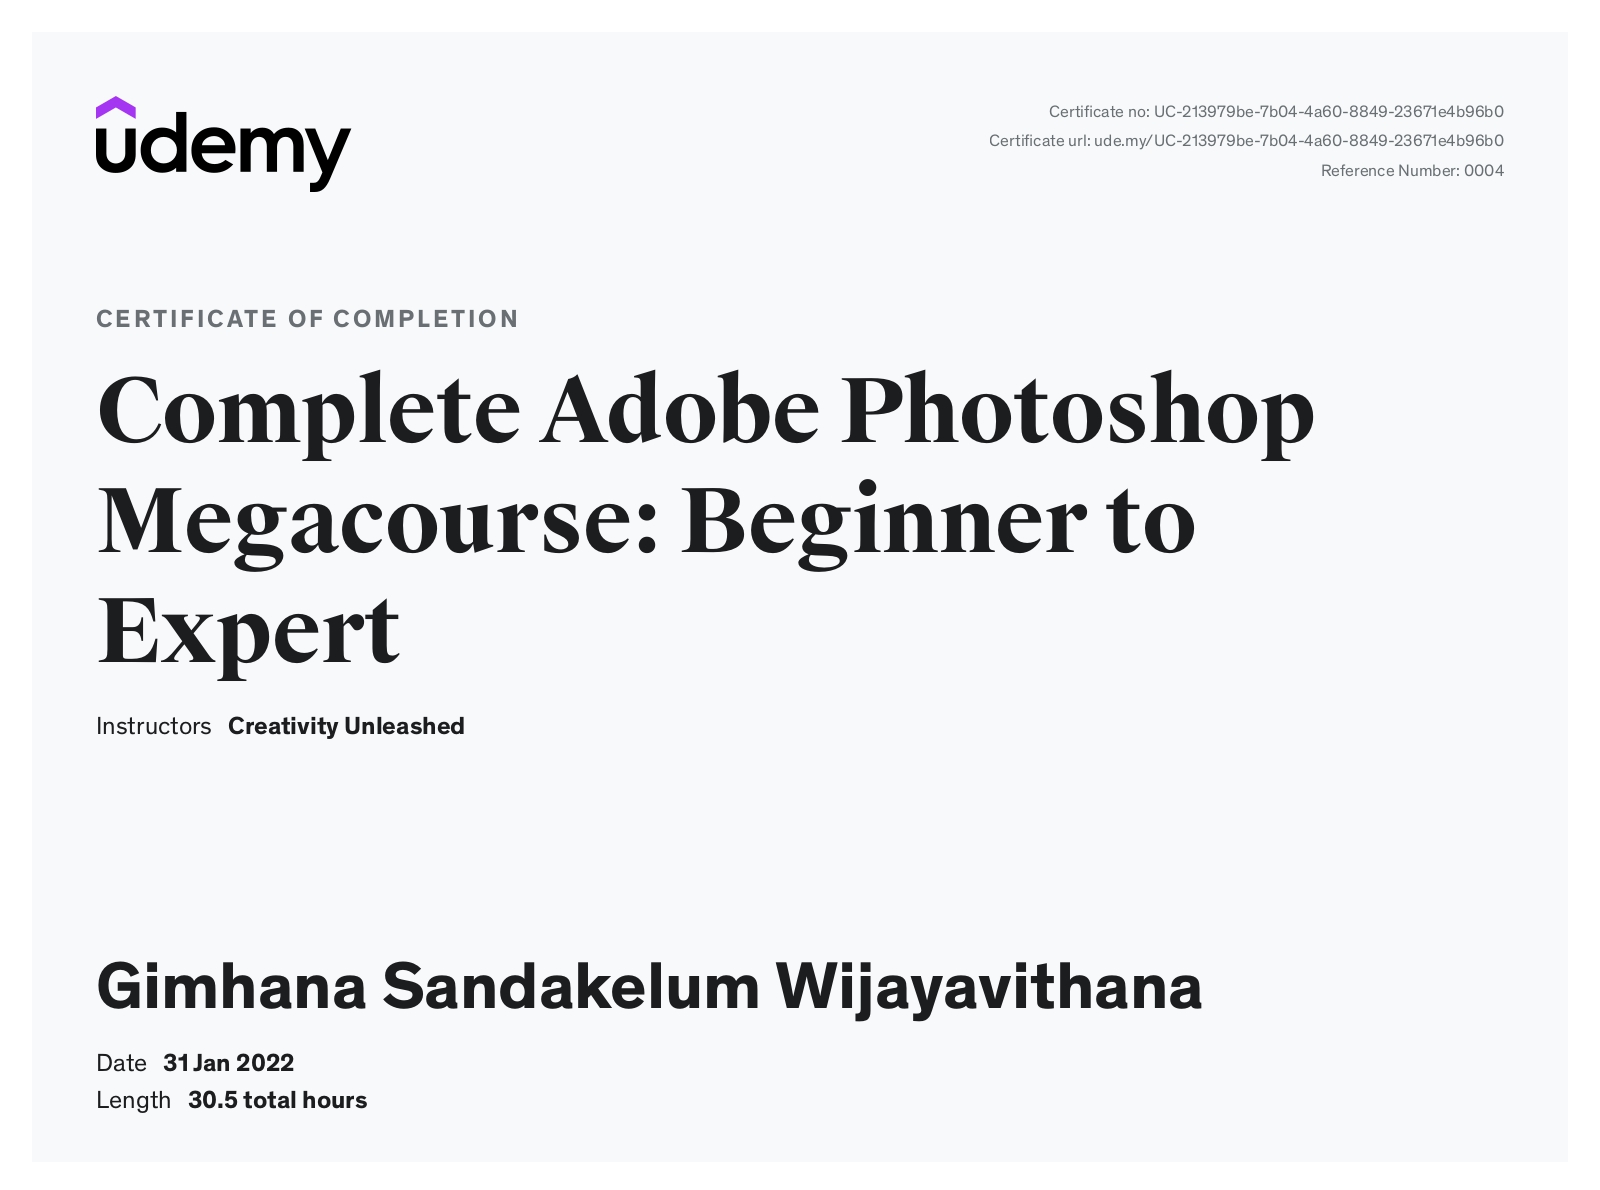 udemy
Certificate no: UC-213979be-7b04-4a60-8849-23671e4b96b0
Certificate url: ude.my/UC-213979be-7b04-4a60-8849-23671e4b96b0
Reference Number: 0004
CERTIFICATE OF COMPLETION
Complete Adobe Photoshop
Megacourse: Beginner to
Expert
Instructors Creativity Unleashed
Gimhana Sandakelum Wijayavithana
Date 31 Jan 2022
Length 30.5 total hours